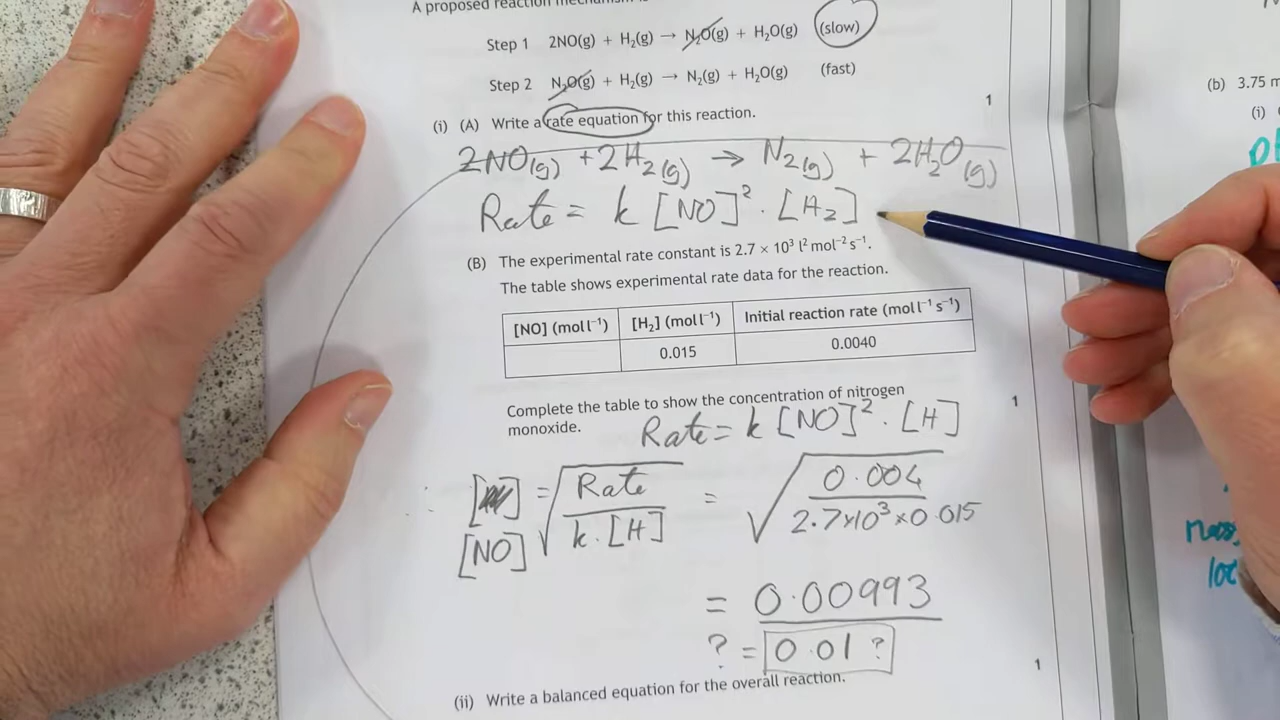 A proposed reaction mechanism is
Step 1 2NO(g) + H₂(g) → N₂O(g) + H₂O(g) (slow)
Step 2 N₂O(g) + H₂(g) → N₂(g) + H₂O(g) (fast)
1
(i) (A) Write a rate equation for this reaction.
2NO(g) + 2H₂(g) → N₂(g) + 2H₂O(g)
Rate = k [NO]² · [H₂]
(B) The experimental rate constant is 2.7 × 10³ l² mol⁻² s⁻¹.
The table shows experimental rate data for the reaction.
[NO] (mol l⁻¹) [H₂] (mol l⁻¹) Initial reaction rate (mol l⁻¹ s⁻¹)
0.015 0.0040
Complete the table to show the concentration of nitrogen
monoxide.
1
Rate = k [NO]² · [H]
[NO] = √ Rate / k · [H] = √ 0.004 / 2.7×10³ × 0.015
= 0.00993
? = 0.01 ?
1
(ii) Write a balanced equation for the overall reaction.
(b) 3.75
(i)